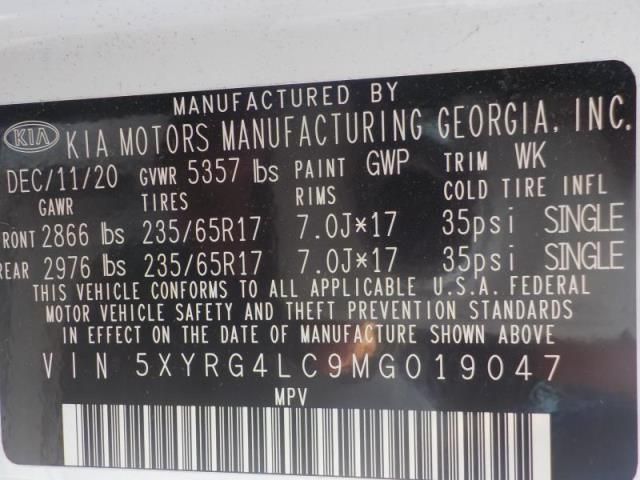 MANUFACTURED BY
KIA KIA MOTORS MANUFACTURING GEORGIA, INC.
DEC/11/20 GVWR 5357 lbs PAINT GWP TRIM WK
GAWR TIRES RIMS COLD TIRE INFL
FRONT 2866 lbs 235/65R17 7.0J*17 35psi SINGLE
REAR 2976 lbs 235/65R17 7.0J*17 35psi SINGLE
THIS VEHICLE CONFORMS TO ALL APPLICABLE U.S.A. FEDERAL
MOTOR VEHICLE SAFETY AND THEFT PREVENTION STANDARDS
IN EFFECT ON THE DATE OF MANUFACTURE SHOWN ABOVE
VIN 5XYRG4LC9MG019047
MPV